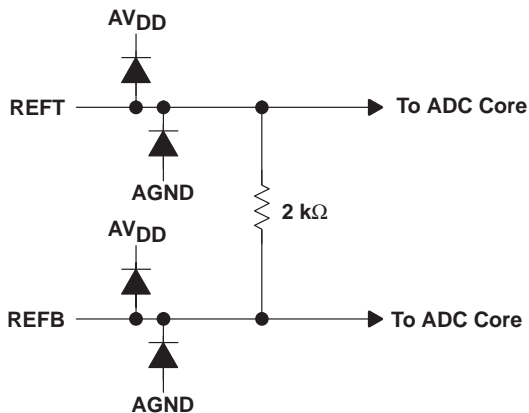 AVDD
REFT
To ADC Core
AGND
2 kΩ
AVDD
REFB
To ADC Core
AGND